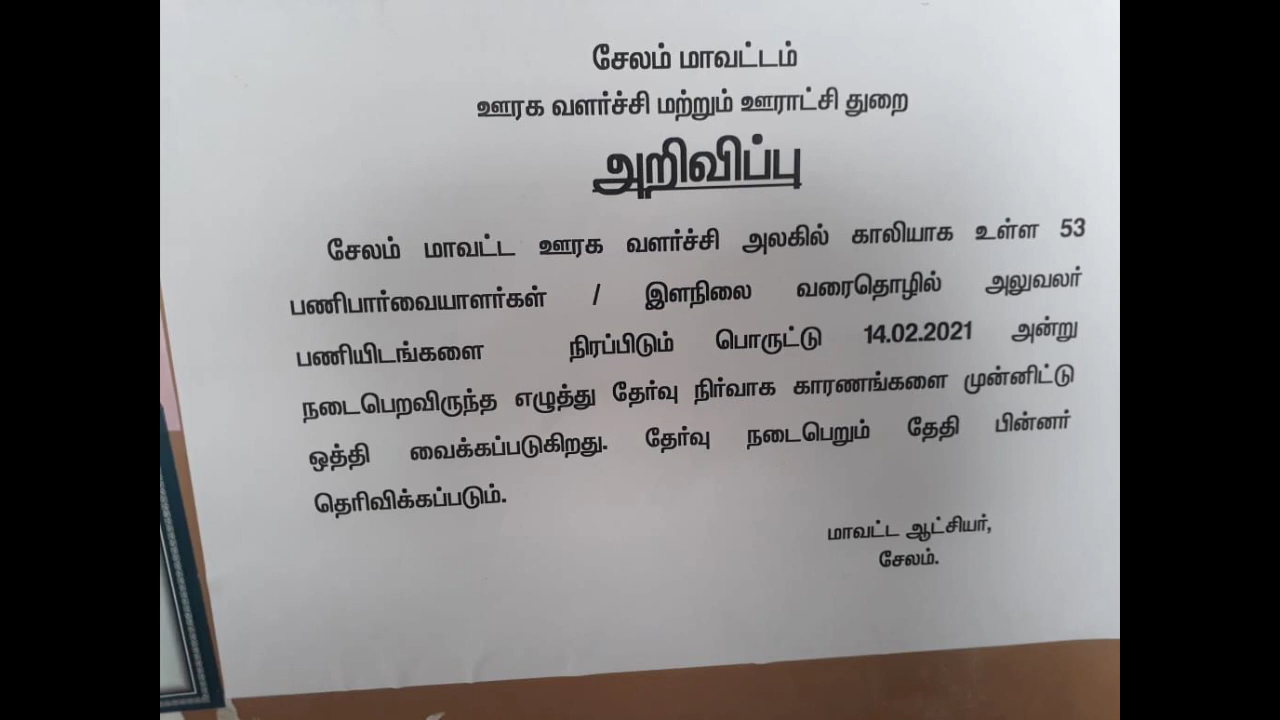 சேலம் மாவட்டம்
ஊரக வளர்ச்சி மற்றும் ஊராட்சி துறை
அறிவிப்பு
சேலம் மாவட்ட ஊரக வளர்ச்சி அலகில் காலியாக உள்ள 53
பணிபார்வையாளர்கள் / இளநிலை வரைதொழில் அலுவலர்
பணியிடங்களை நிரப்பிடும் பொருட்டு 14.02.2021 அன்று
நடைபெறவிருந்த எழுத்து தேர்வு நிர்வாக காரணங்களை முன்னிட்டு
ஒத்தி வைக்கப்படுகிறது. தேர்வு நடைபெறும் தேதி பின்னர்
தெரிவிக்கப்படும்.
மாவட்ட ஆட்சியர்,
சேலம்.